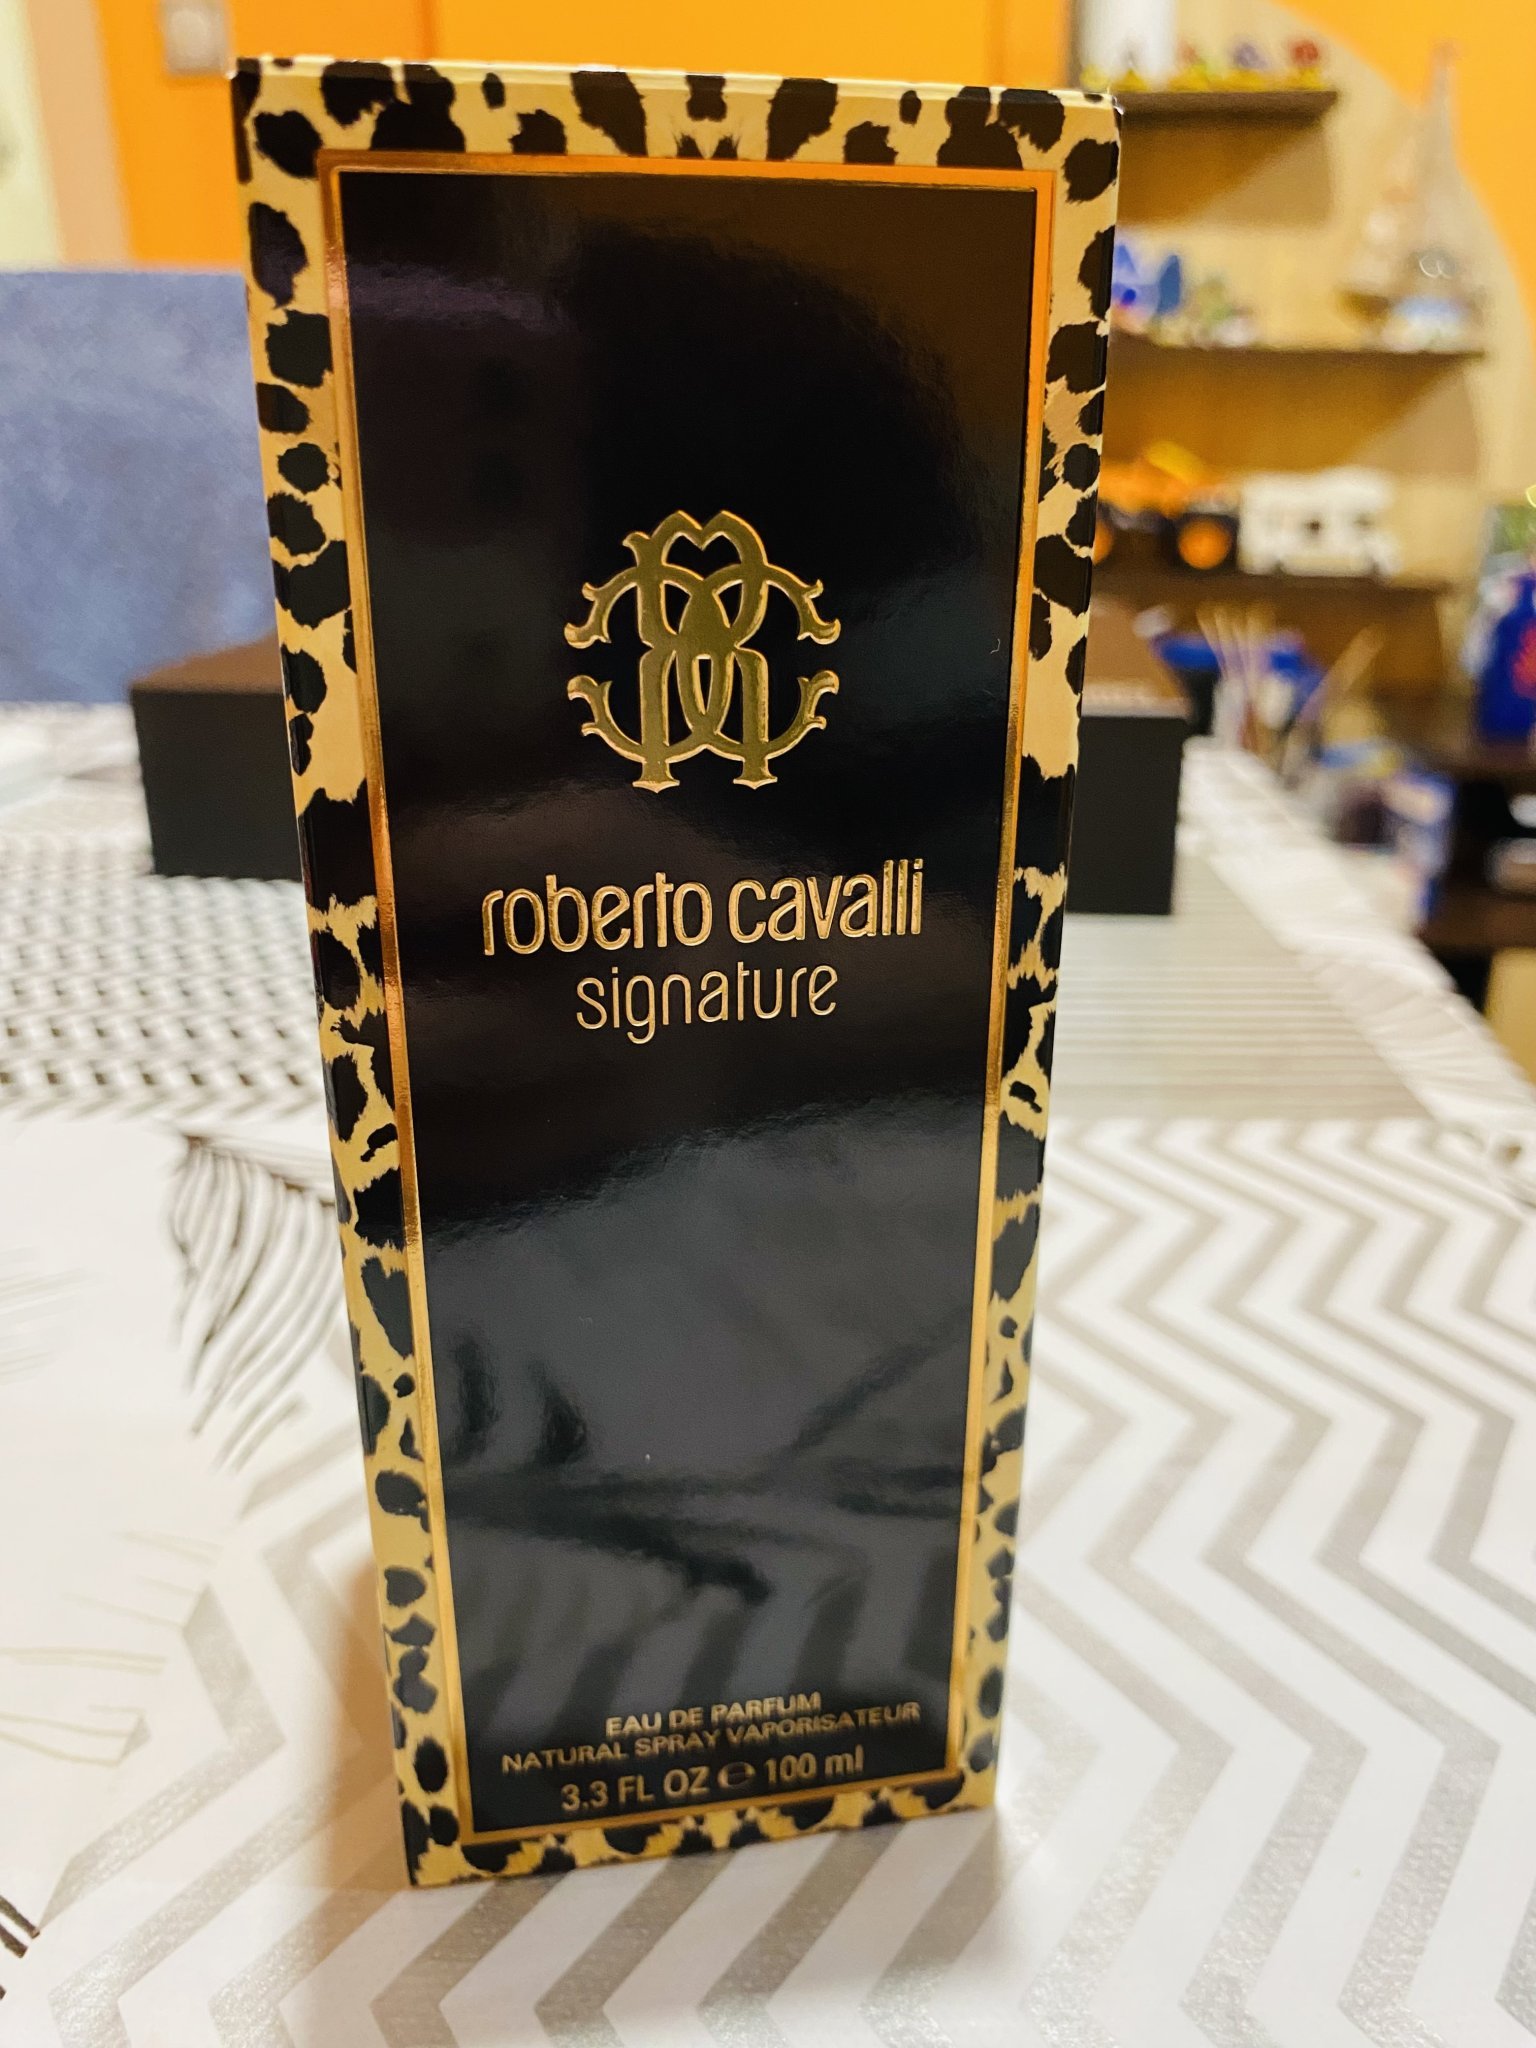 roberto cavalli
signature
EAU DE PARFUM
NATURAL SPRAY VAPORISATEUR
3.3 FL OZ ℮ 100 ml